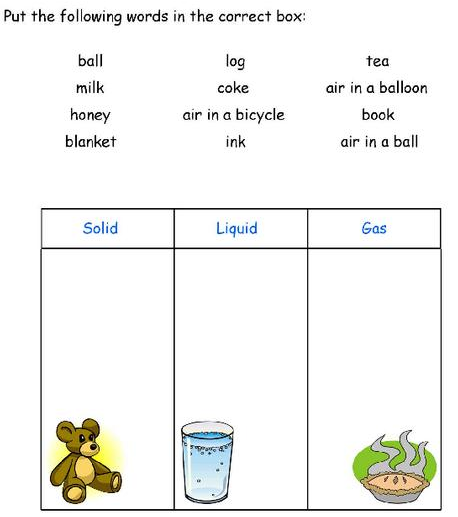 Put the following words in the correct box:
ball log tea
milk coke air in a balloon
honey air in a bicycle book
blanket ink air in a ball
Solid Liquid Gas